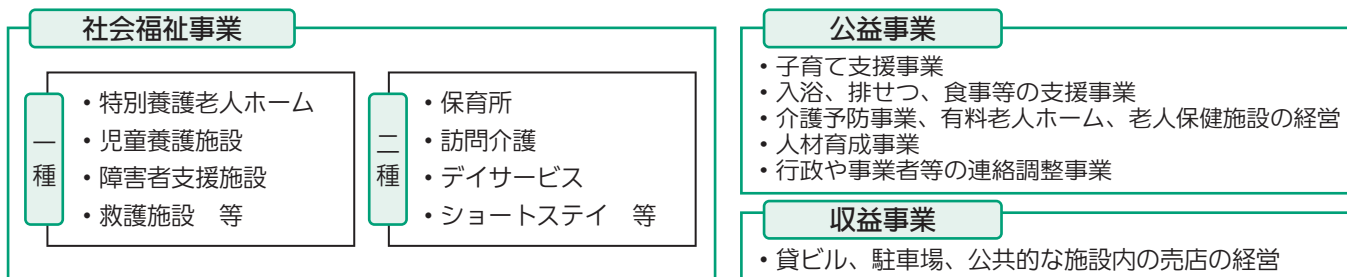 社会福祉事業
一種
・特別養護老人ホーム
・児童養護施設
・障害者支援施設
・救護施設　等
二種
・保育所
・訪問介護
・デイサービス
・ショートステイ　等
公益事業
・子育て支援事業
・入浴、排せつ、食事等の支援事業
・介護予防事業、有料老人ホーム、老人保健施設の経営
・人材育成事業
・行政や事業者等の連絡調整事業
収益事業
・貸ビル、駐車場、公共的な施設内の売店の経営